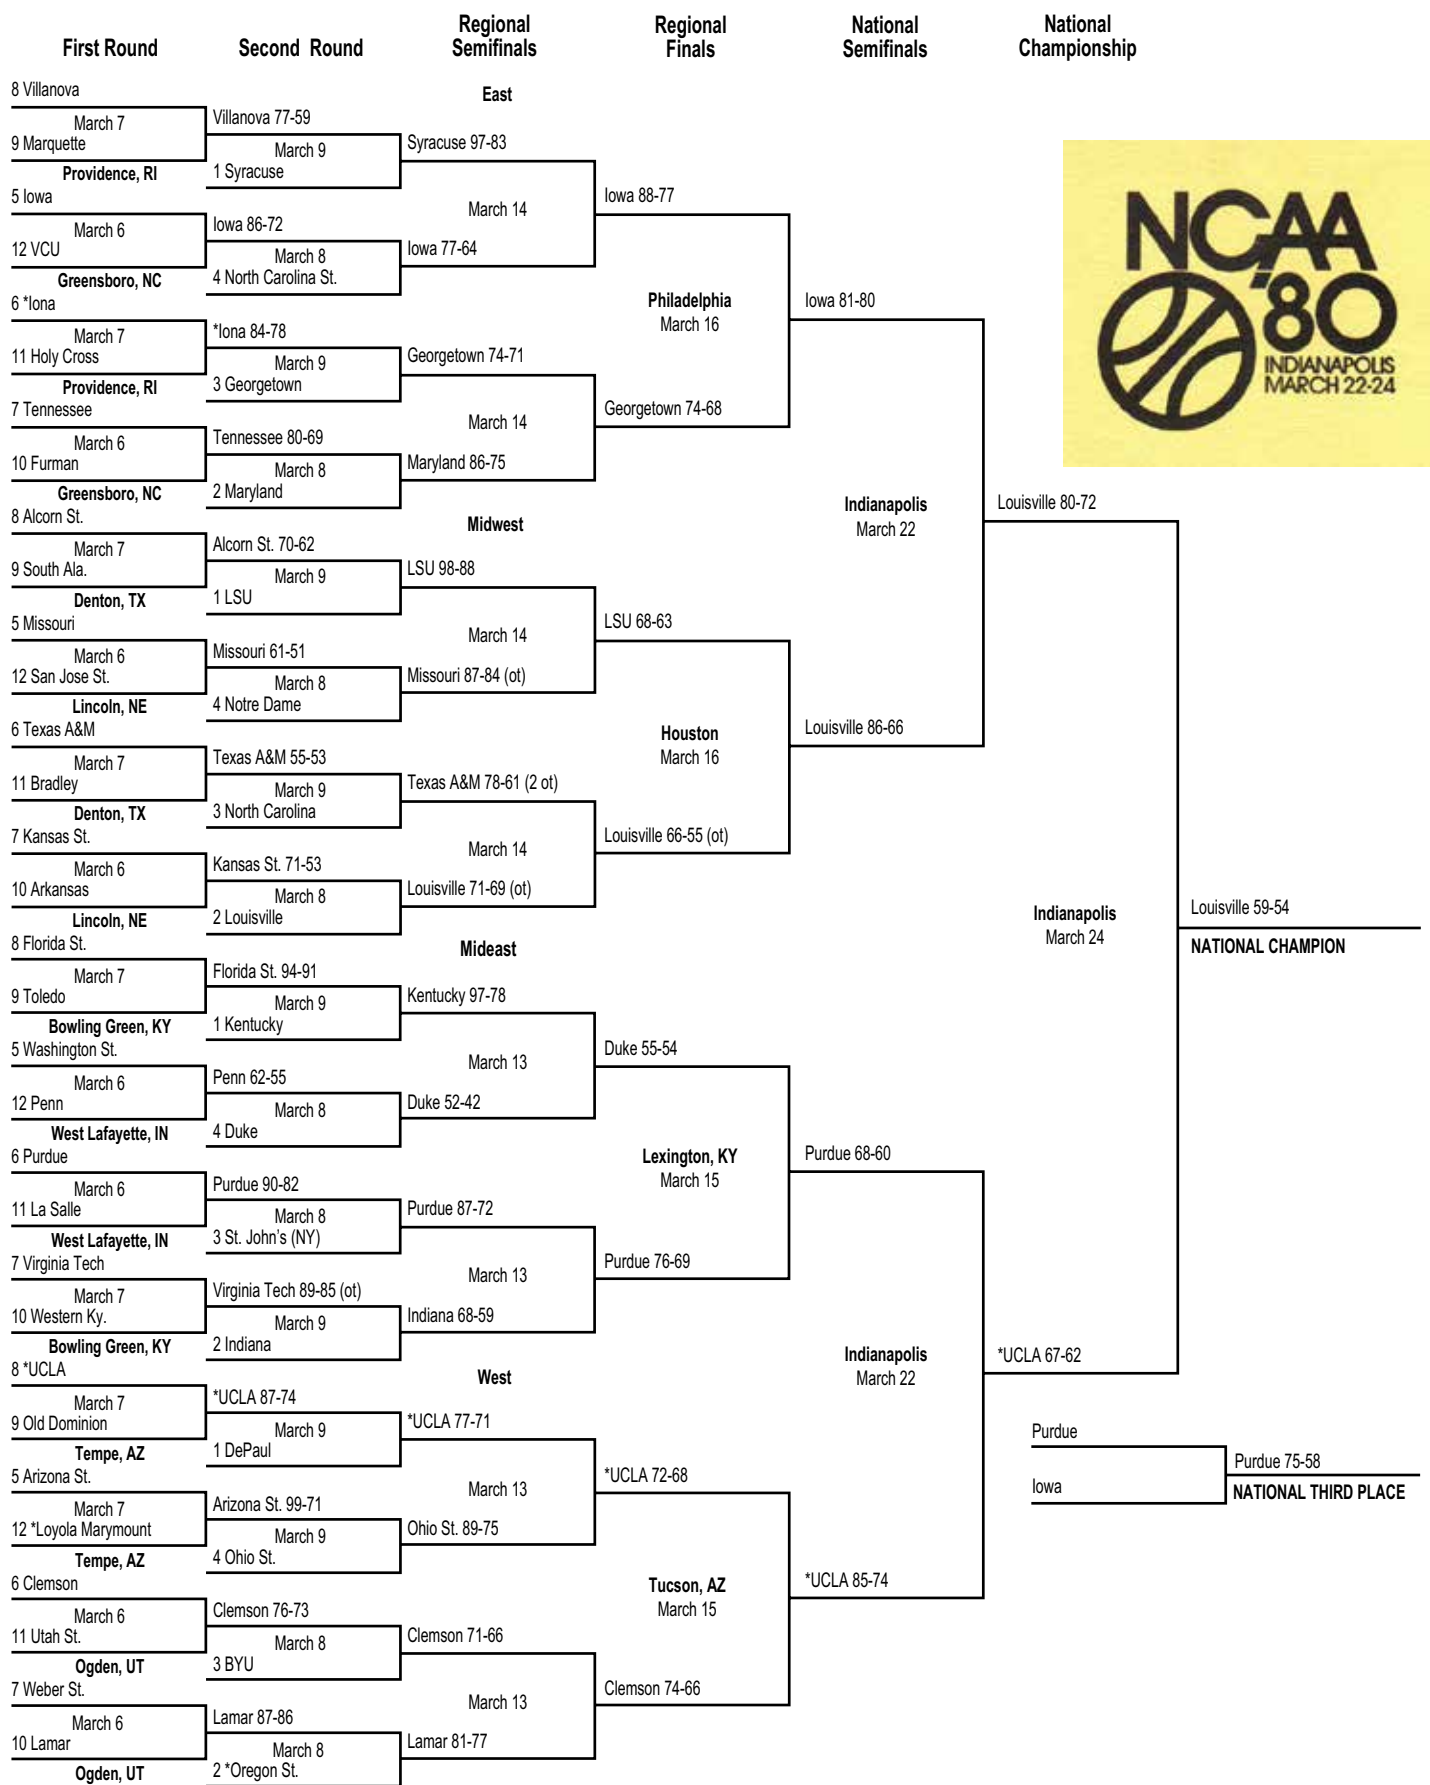 First Round
Second Round
Regional
Semifinals
Regional
Finals
National
Semifinals
National
Championship
East
8 Villanova
March 7
9 Marquette
Providence, RI
5 Iowa
March 6
12 VCU
Greensboro, NC
6 *Iona
March 7
11 Holy Cross
Providence, RI
7 Tennessee
March 6
10 Furman
Greensboro, NC
Villanova 77-59
March 9
1 Syracuse
Iowa 86-72
March 8
4 North Carolina St.
*Iona 84-78
March 9
3 Georgetown
Tennessee 80-69
March 8
2 Maryland
Syracuse 97-83
March 14
Iowa 77-64
Georgetown 74-71
March 14
Maryland 86-75
Iowa 88-77
Philadelphia
March 16
Georgetown 74-68
Iowa 81-80
Midwest
8 Alcorn St.
March 7
9 South Ala.
Denton, TX
5 Missouri
March 6
12 San Jose St.
Lincoln, NE
6 Texas A&M
March 7
11 Bradley
Denton, TX
7 Kansas St.
March 6
10 Arkansas
Lincoln, NE
Alcorn St. 70-62
March 9
1 LSU
Missouri 61-51
March 8
4 Notre Dame
Texas A&M 55-53
March 9
3 North Carolina
Kansas St. 71-53
March 8
2 Louisville
LSU 98-88
March 14
Missouri 87-84 (ot)
Texas A&M 78-61 (2 ot)
March 14
Louisville 71-69 (ot)
LSU 68-63
Houston
March 16
Louisville 66-55 (ot)
Louisville 86-66
Indianapolis
March 22
Louisville 80-72
Mideast
8 Florida St.
March 7
9 Toledo
Bowling Green, KY
5 Washington St.
March 6
12 Penn
West Lafayette, IN
6 Purdue
March 6
11 La Salle
West Lafayette, IN
7 Virginia Tech
March 7
10 Western Ky.
Bowling Green, KY
Florida St. 94-91
March 9
1 Kentucky
Penn 62-55
March 8
4 Duke
Purdue 90-82
March 8
3 St. John's (NY)
Virginia Tech 89-85 (ot)
March 9
2 Indiana
Kentucky 97-78
March 13
Duke 52-42
Purdue 87-72
March 13
Indiana 68-59
Duke 55-54
Lexington, KY
March 15
Purdue 76-69
Purdue 68-60
West
8 *UCLA
March 7
9 Old Dominion
Tempe, AZ
5 Arizona St.
March 7
12 *Loyola Marymount
Tempe, AZ
6 Clemson
March 6
11 Utah St.
Ogden, UT
7 Weber St.
March 6
10 Lamar
Ogden, UT
*UCLA 87-74
March 9
1 DePaul
Arizona St. 99-71
March 9
4 Ohio St.
Clemson 76-73
March 8
3 BYU
Lamar 87-86
March 8
2 *Oregon St.
*UCLA 77-71
March 13
Ohio St. 89-75
Clemson 71-66
March 13
Lamar 81-77
*UCLA 72-68
Tucson, AZ
March 15
Clemson 74-66
*UCLA 85-74
Indianapolis
March 22
*UCLA 67-62
Indianapolis
March 24
Louisville 59-54
NATIONAL CHAMPION
Purdue
Iowa
Purdue 75-58
NATIONAL THIRD PLACE
NCAA
'80
INDIANAPOLIS
MARCH 22-24